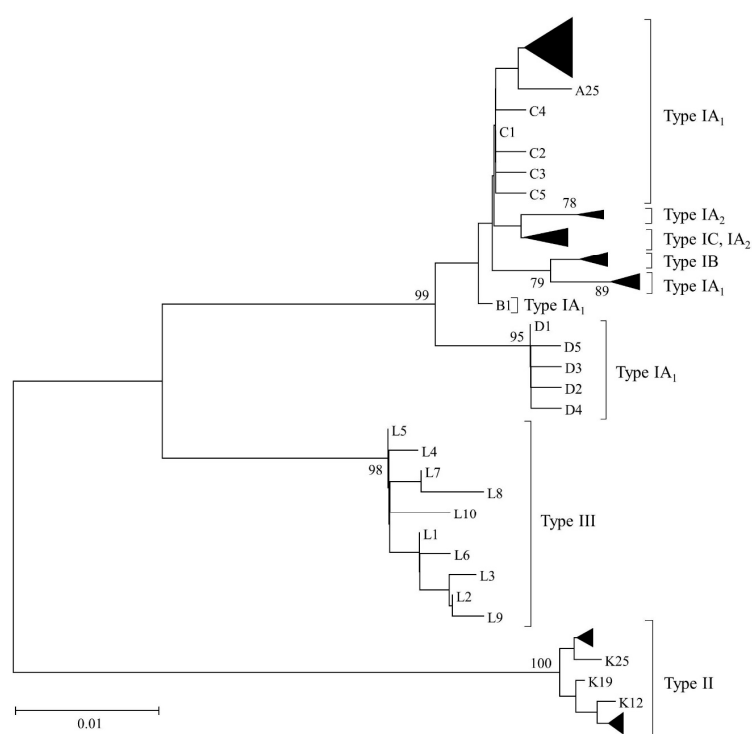 A25
C4
Type IA₁
C1
C2
C3
C5
78
Type IA₂
Type IC, IA₂
Type IB
79
89
Type IA₁
99
B1
Type IA₁
D1
95
D5
D3
Type IA₁
D2
D4
L5
L4
98
L7
L8
L10
Type III
L1
L6
L3
L2
L9
100
K25
K19
Type II
K12
0.01